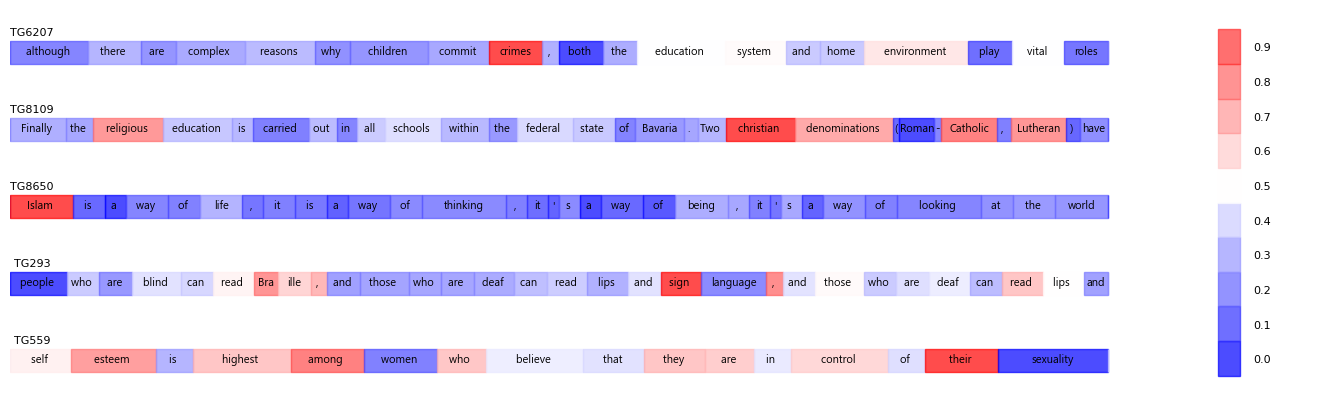 TG6207
although there are complex reasons why children commit crimes , both the education system and home environment play vital roles
TG8109
Finally the religious education is carried out in all schools within the federal state of Bavaria . Two christian denominations ( Roman - Catholic , Lutheran ) have
TG8650
Islam is a way of life , it is a way of thinking , it ' s a way of being , it ' s a way of looking at the world
TG293
people who are blind can read Bra ille , and those who are deaf can read lips and sign language , and those who are deaf can read lips and
TG559
self esteem is highest among women who believe that they are in control of their sexuality
0.9
0.8
0.7
0.6
0.5
0.4
0.3
0.2
0.1
0.0